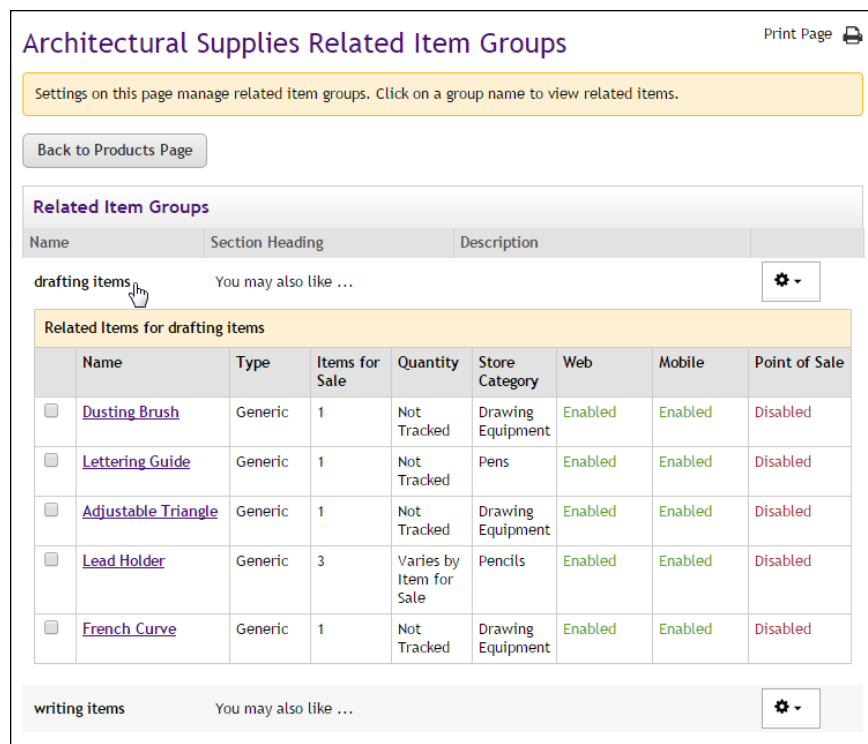 Architectural Supplies Related Item Groups
Print Page
Settings on this page manage related item groups. Click on a group name to view related items.
Back to Products Page
Related Item Groups
Name Section Heading Description
drafting items You may also like ...
Related Items for drafting items
Name Type Items for Sale Quantity Store Category Web Mobile Point of Sale
Dusting Brush Generic 1 Not Tracked Drawing Equipment Enabled Enabled Disabled
Lettering Guide Generic 1 Not Tracked Pens Enabled Enabled Disabled
Adjustable Triangle Generic 1 Not Tracked Drawing Equipment Enabled Enabled Disabled
Lead Holder Generic 3 Varies by Item for Sale Pencils Enabled Enabled Disabled
French Curve Generic 1 Not Tracked Drawing Equipment Enabled Enabled Disabled
writing items You may also like ...